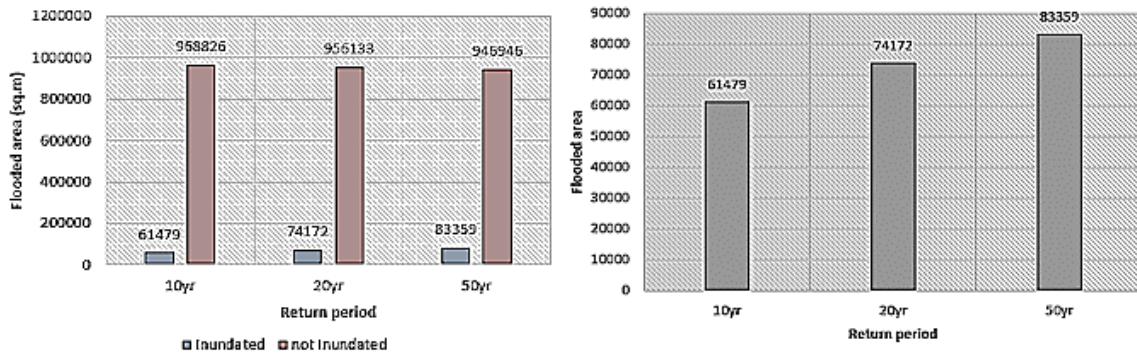 1200000
1000000
800000
600000
400000
200000
0
Flooded area (sq.m)
968826
956133
946946
61479
74172
83359
10yr
20yr
50yr
Return period
Inundated
not Inundated
90000
80000
70000
60000
50000
40000
30000
20000
10000
0
Flooded area
61479
74172
83359
10yr
20yr
50yr
Return period